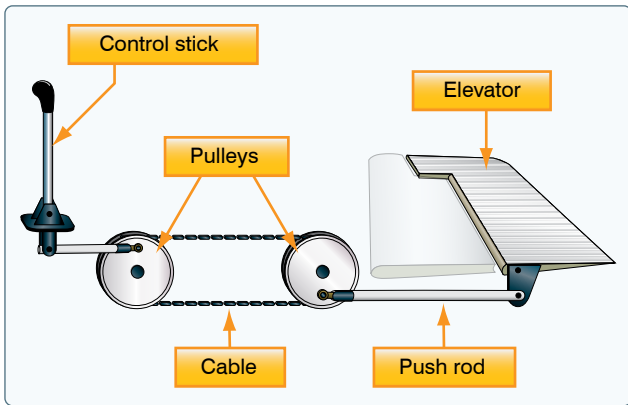 Control stick
Elevator
Pulleys
Cable
Push rod